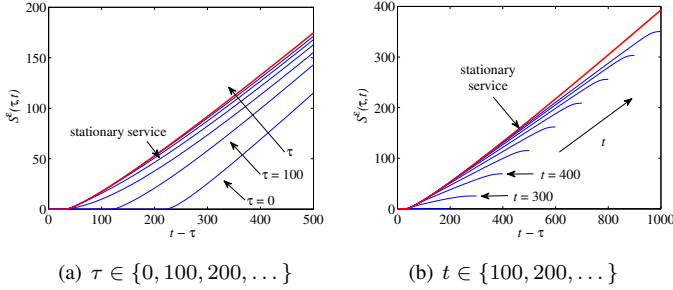 200
150
100
50
0
S^ε(τ,t)
stationary service
τ
τ = 100
τ = 0
0 100 200 300 400 500
t − τ
(a) τ ∈ {0, 100, 200, . . .}
400
300
200
100
0
S^ε(τ,t)
stationary
service
t
t = 400
t = 300
0 200 400 600 800 1000
t − τ
(b) t ∈ {100, 200, . . .}